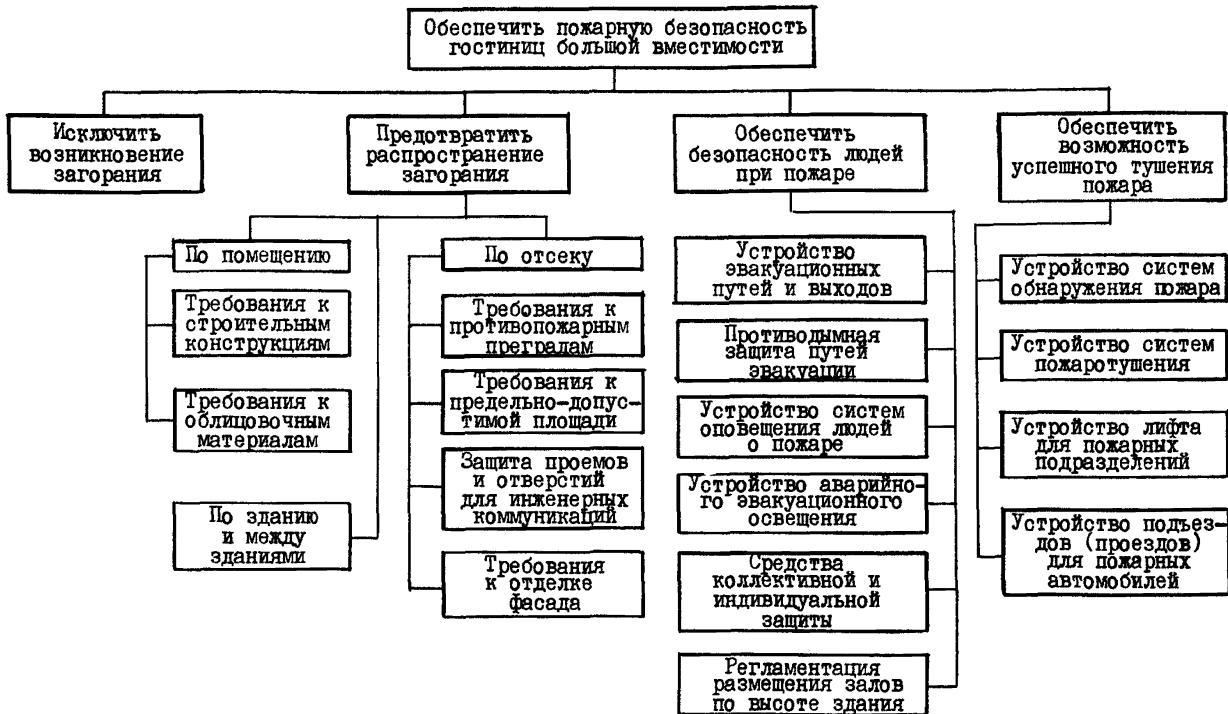 Обеспечить пожарную безопасность
гостиниц большой вместимости
Исключить
возникновение
загорания
Предотвратить
распространение
загорания
Обеспечить
безопасность людей
при пожаре
Обеспечить
возможность
успешного тушения
пожара
По помещению
Требования к
строительным
конструкциям
Требования к
облицовочным
материалам
По зданию
и между
зданиями
По отсеку
Требования к
противопожарным
прегралам
Требования к
предельно-допус-
тимой площади
Защита проемов
и отверстий
для инженерных
коммуникаций
Требования
к отделке
фасада
Устройство
эвакуационных
путей и выходов
Противодымная
защита путей
эвакуации
Устройство систем
оповещения людей
о пожаре
Устройство аварийно-
го эвакуационного
освещения
Средства
коллективной и
индивидуальной
защиты
Регламентация
размещения залов
по высоте здания
Устройство систем
обнаружения пожара
Устройство систем
пожаротушения
Устройство лифта
для пожарных
подразделений
Устройство подъез-
дов (проездов)
для пожарных
автомобилей